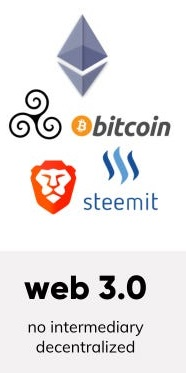 bitcoin
steemit
web 3.0
no intermediary
decentralized